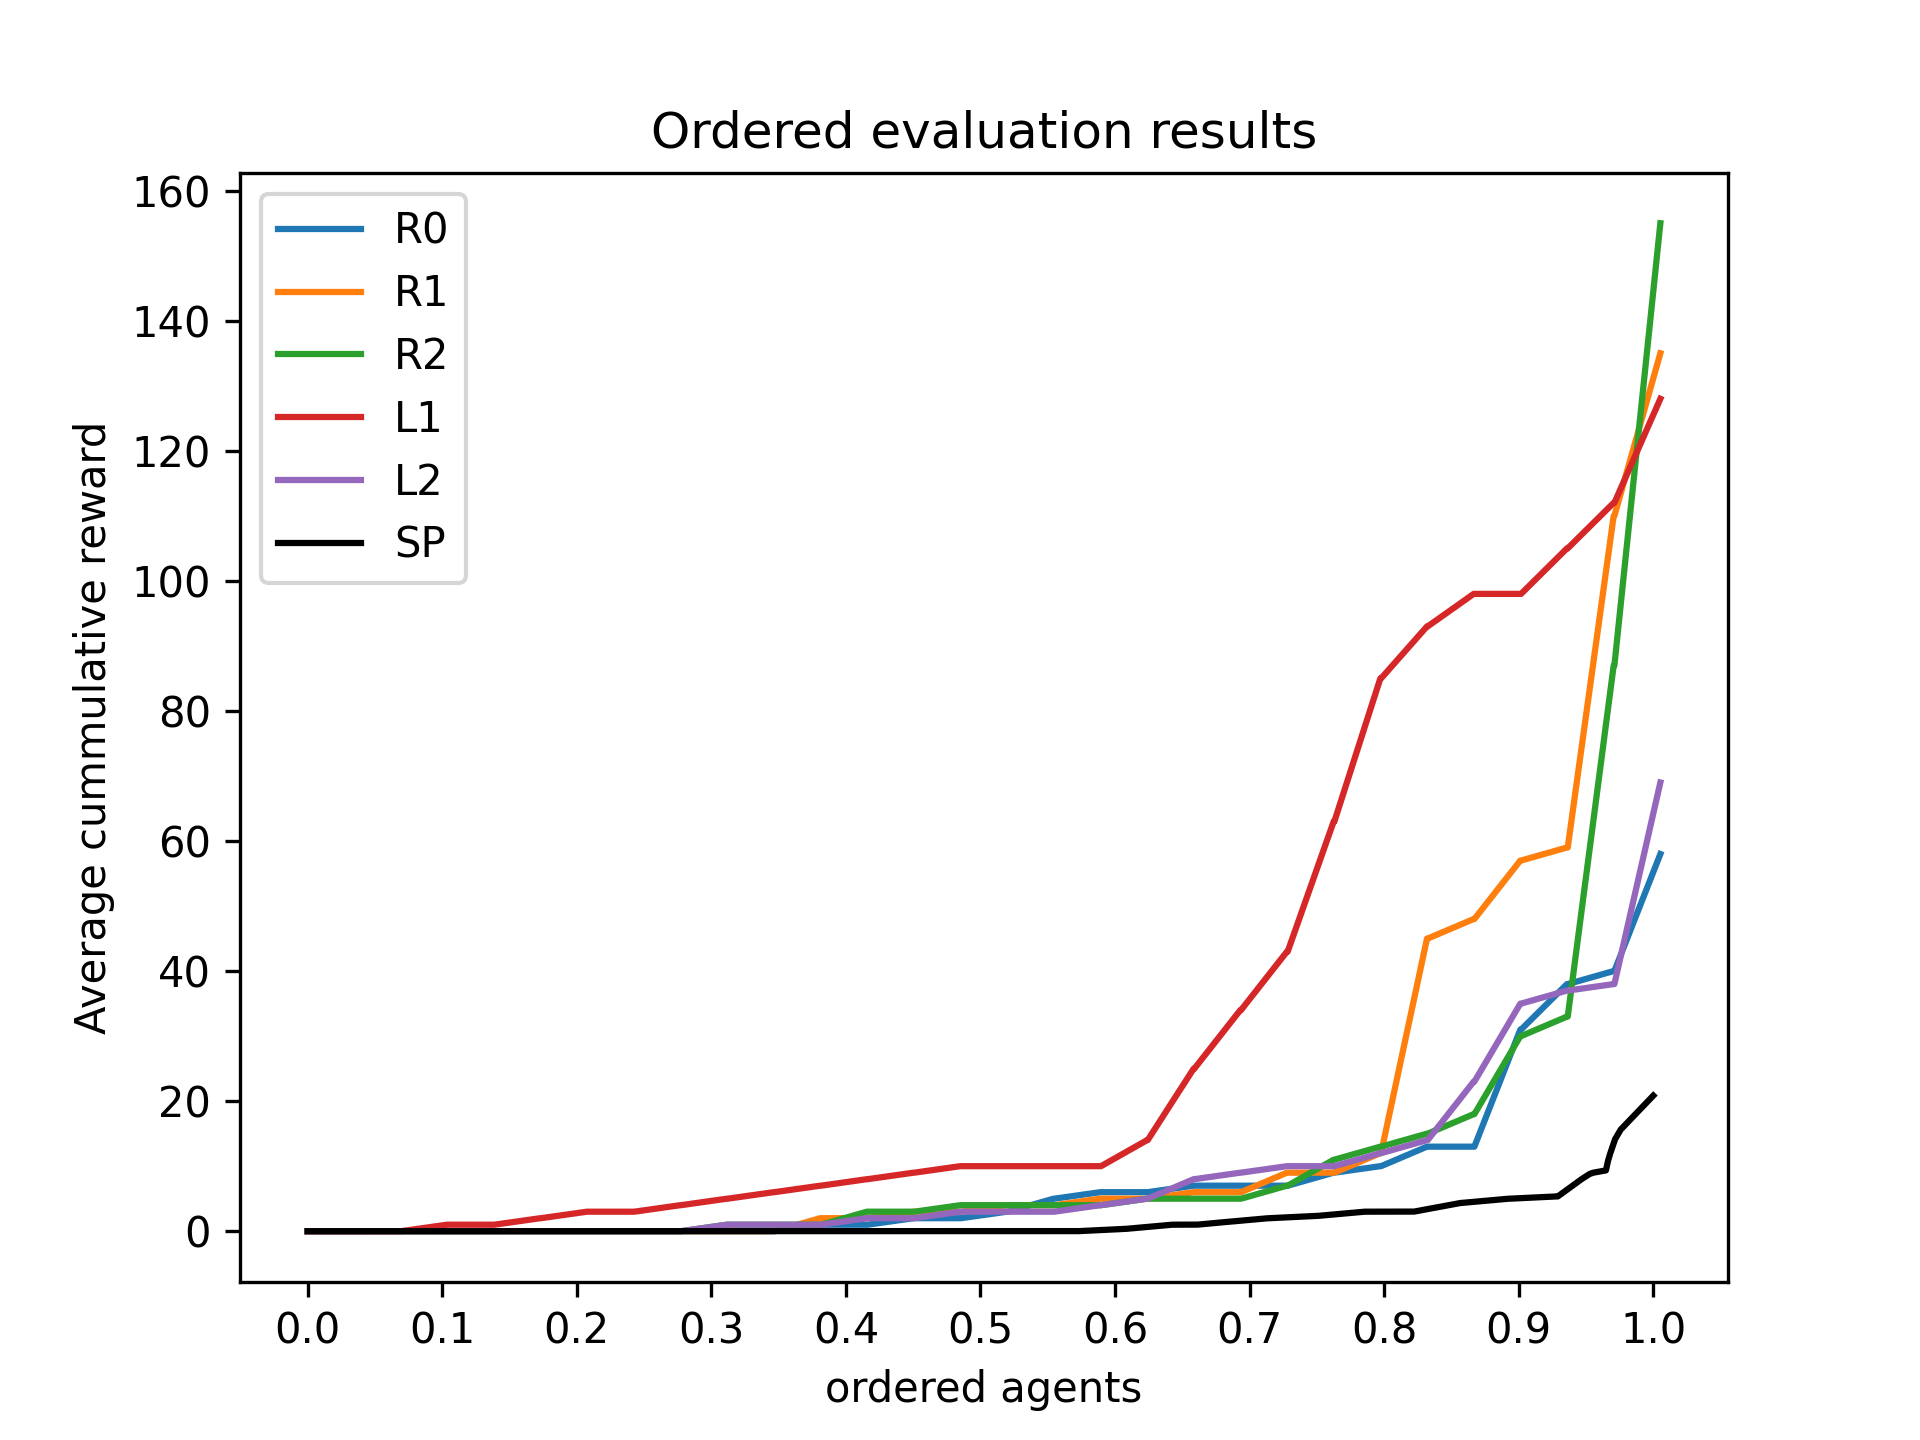 Ordered evaluation results
160
140
120
100
80
60
40
20
0
Average cummulative reward
R0
R1
R2
L1
L2
SP
0.0 0.1 0.2 0.3 0.4 0.5 0.6 0.7 0.8 0.9 1.0
ordered agents